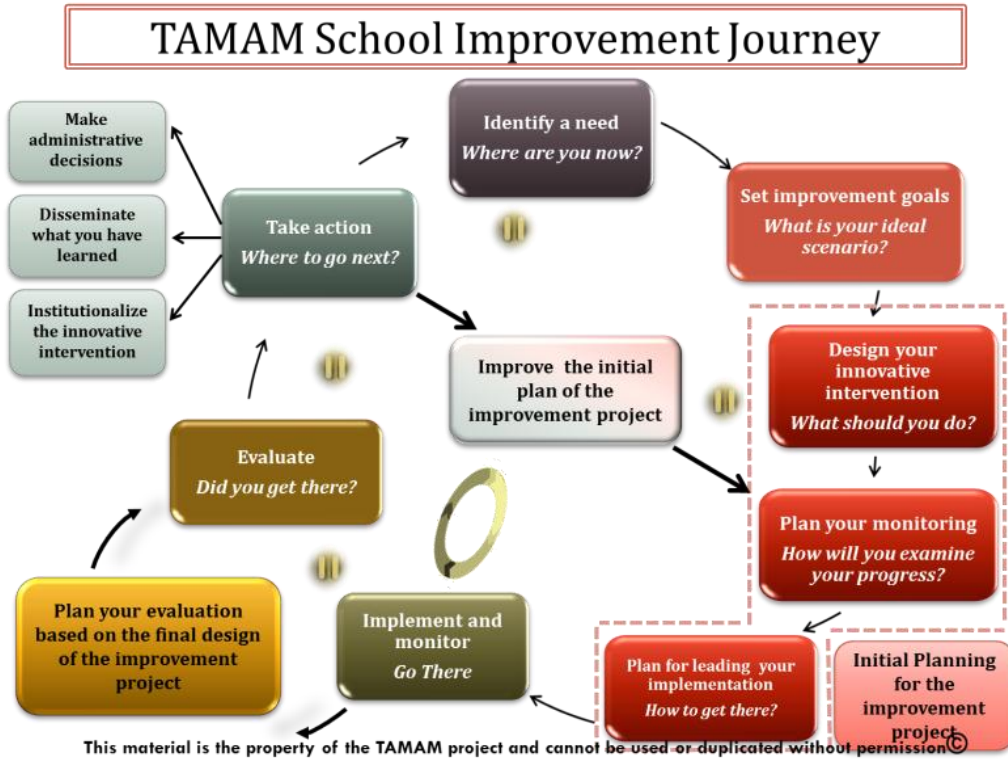 TAMAM School Improvement Journey
Identify a need
Where are you now?
Set improvement goals
What is your ideal
scenario?
Design your
innovative
intervention
What should you do?
Plan your monitoring
How will you examine
your progress?
Plan for leading your
implementation
How to get there?
Initial Planning
for the
improvement
project
Implement and
monitor
Go There
Plan your evaluation
based on the final design
of the improvement
project
Evaluate
Did you get there?
Take action
Where to go next?
Make
administrative
decisions
Disseminate
what you have
learned
Institutionalize
the innovative
intervention
Improve the initial
plan of the
improvement project
This material is the property of the TAMAM project and cannot be used or duplicated without permission©